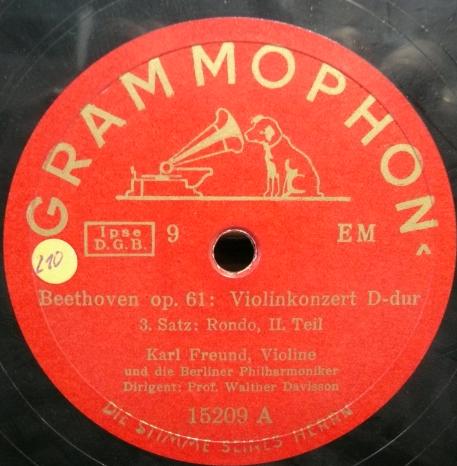 GRAMMOPHON
Ipse
D.G.B.
9
EM
210
Beethoven op. 61: Violinkonzert D-dur
3. Satz: Rondo, II. Teil
Karl Freund, Violine
und die Berliner Philharmoniker
Dirigent: Prof. Walther Davisson
15209 A
DIE STIMME SEINES HERRN